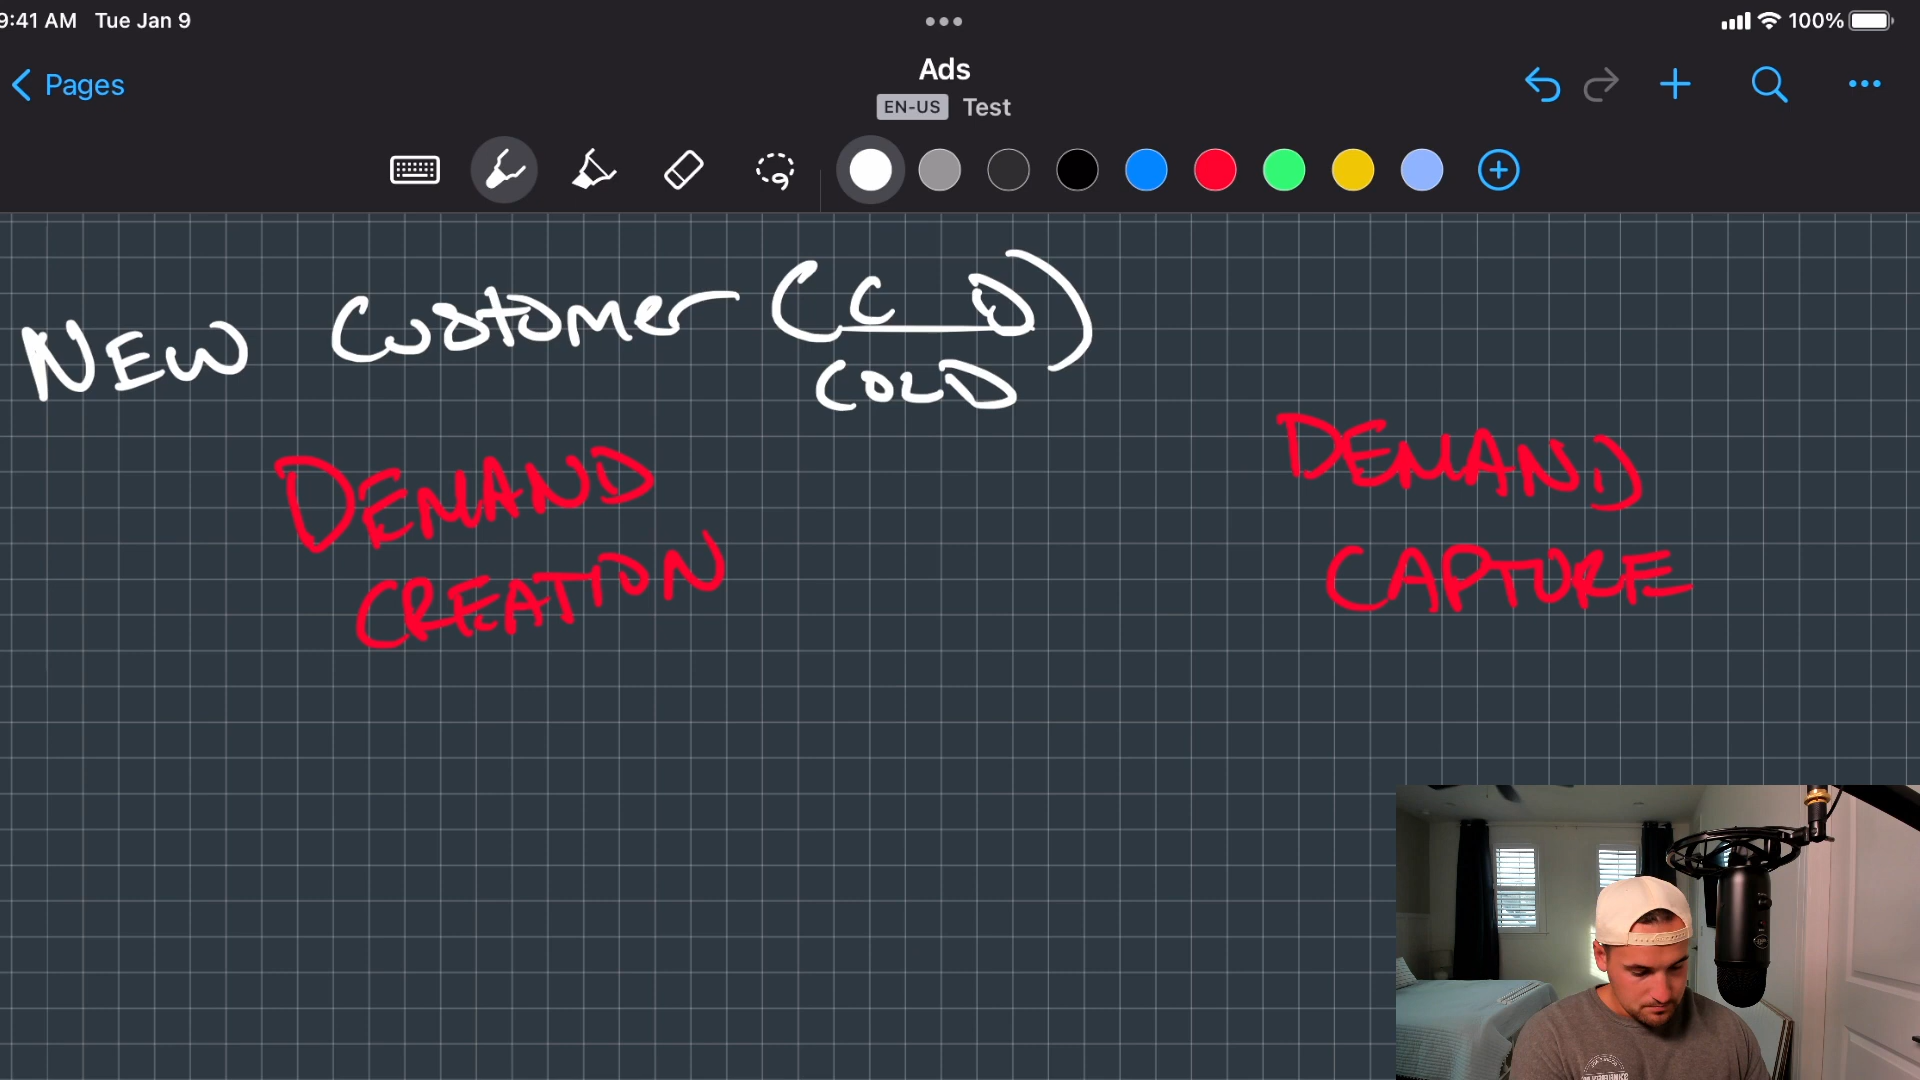 9:41 AM Tue Jan 9
100%
Pages
Ads
EN-US Test
NEW Customer (C D)
COLD
DEMAND
CREATION
DEMAND
CAPTURE